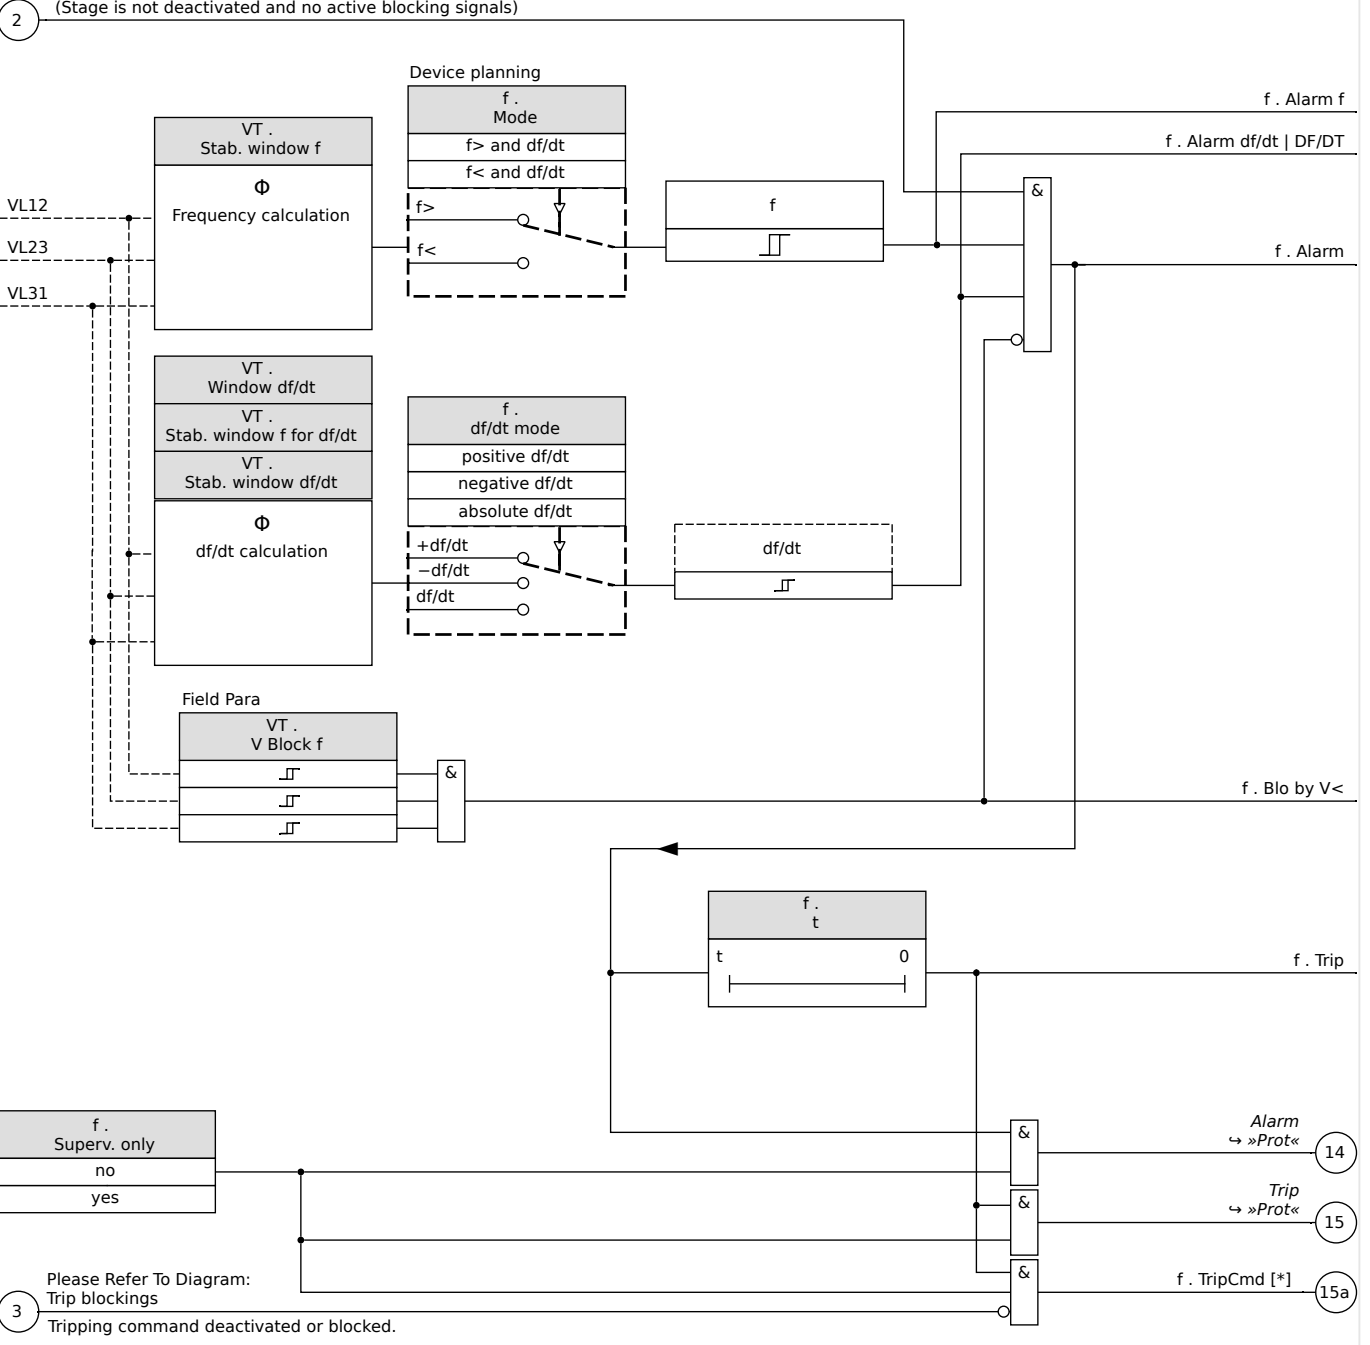 (Stage is not deactivated and no active blocking signals)
2
Device planning
f .
Mode
f> and df/dt
f< and df/dt
f>
f<
VT .
Stab. window f
Φ
Frequency calculation
VL12
VL23
VL31
f
&
f . Alarm f
f . Alarm df/dt | DF/DT
f . Alarm
VT .
Window df/dt
VT .
Stab. window f for df/dt
VT .
Stab. window df/dt
Φ
df/dt calculation
f .
df/dt mode
positive df/dt
negative df/dt
absolute df/dt
+df/dt
−df/dt
df/dt
df/dt
Field Para
VT .
V Block f
&
f . Blo by V<
f .
t
t 0
f . Trip
f .
Superv. only
no
yes
&
Alarm
↪ »Prot«
14
&
Trip
↪ »Prot«
15
&
f . TripCmd [*]
15a
Please Refer To Diagram:
Trip blockings
3
Tripping command deactivated or blocked.